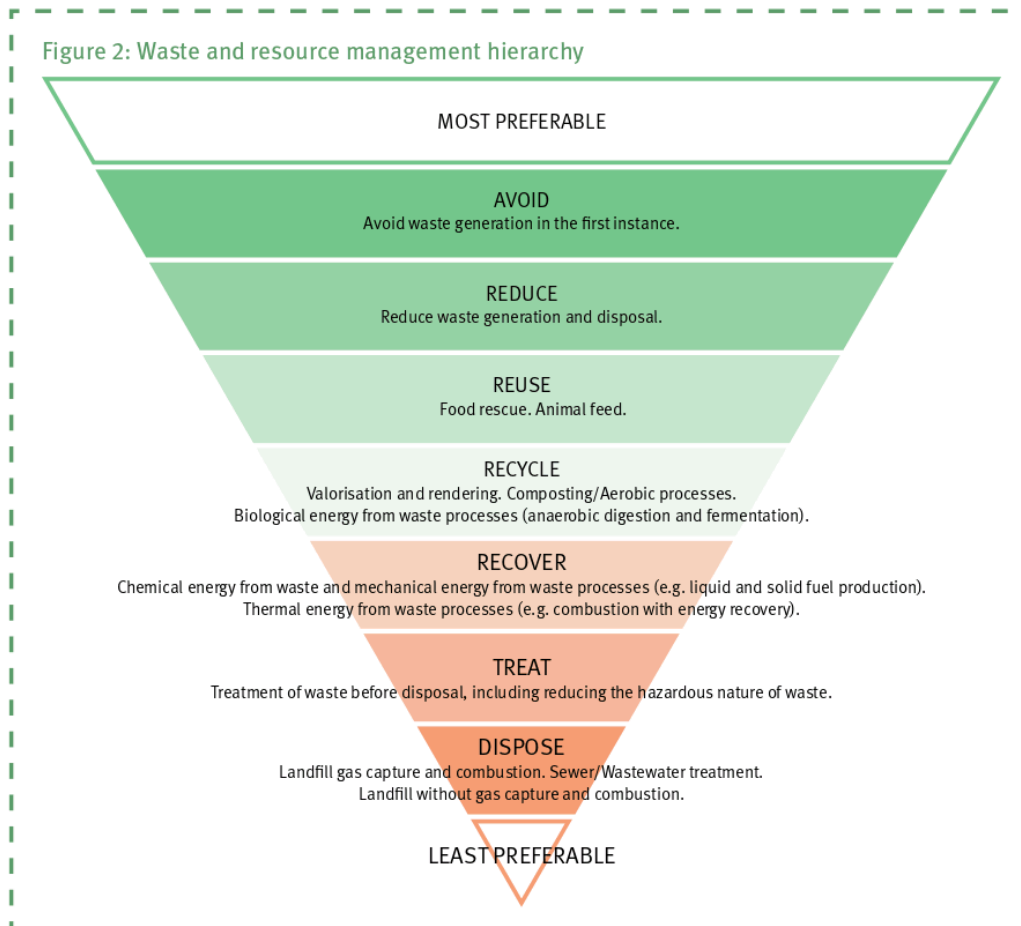 Figure 2: Waste and resource management hierarchy
MOST PREFERABLE
AVOID
Avoid waste generation in the first instance.
REDUCE
Reduce waste generation and disposal.
REUSE
Food rescue. Animal feed.
RECYCLE
Valorisation and rendering. Composting/Aerobic processes.
Biological energy from waste processes (anaerobic digestion and fermentation).
RECOVER
Chemical energy from waste and mechanical energy from waste processes (e.g. liquid and solid fuel production).
Thermal energy from waste processes (e.g. combustion with energy recovery).
TREAT
Treatment of waste before disposal, including reducing the hazardous nature of waste.
DISPOSE
Landfill gas capture and combustion. Sewer/Wastewater treatment.
Landfill without gas capture and combustion.
LEAST PREFERABLE